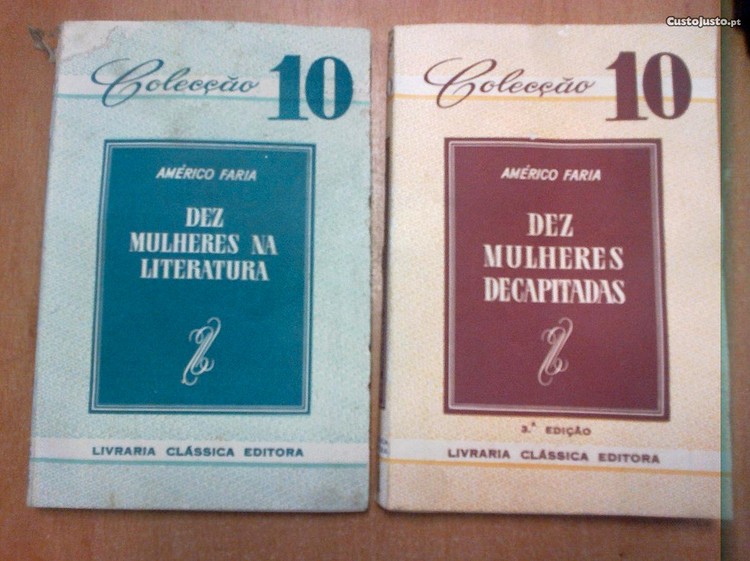 CustoJusto.pt
Colecção 10
AMÉRICO FARIA
DEZ
MULHERES NA
LITERATURA
LIVRARIA CLÁSSICA EDITORA
Colecção 10
AMÉRICO FARIA
DEZ
MULHERES
DECAPITADAS
3.ª EDIÇÃO
LIVRARIA CLÁSSICA EDITORA